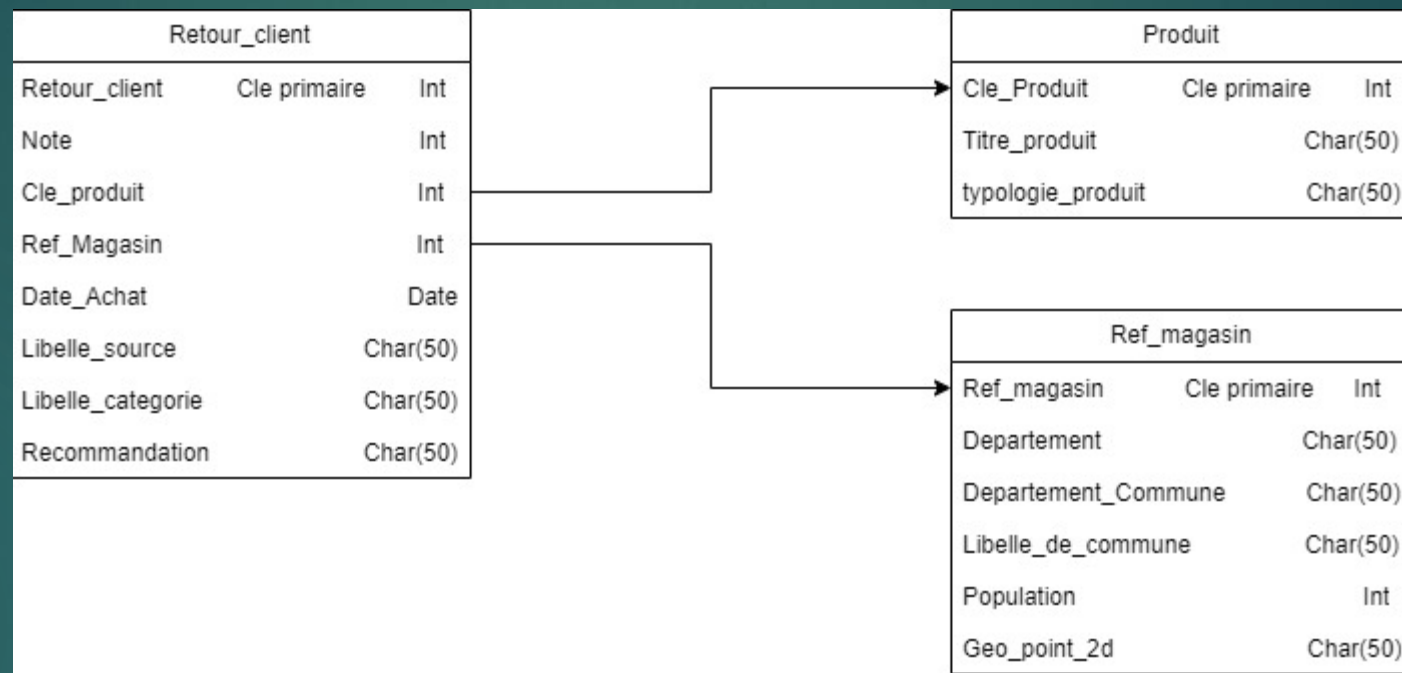 Retour_client
Retour_client Cle primaire Int
Note Int
Cle_produit Int
Ref_Magasin Int
Date_Achat Date
Libelle_source Char(50)
Libelle_categorie Char(50)
Recommandation Char(50)
Produit
Cle_Produit Cle primaire Int
Titre_produit Char(50)
typologie_produit Char(50)
Ref_magasin
Ref_magasin Cle primaire Int
Departement Char(50)
Departement_Commune Char(50)
Libelle_de_commune Char(50)
Population Int
Geo_point_2d Char(50)